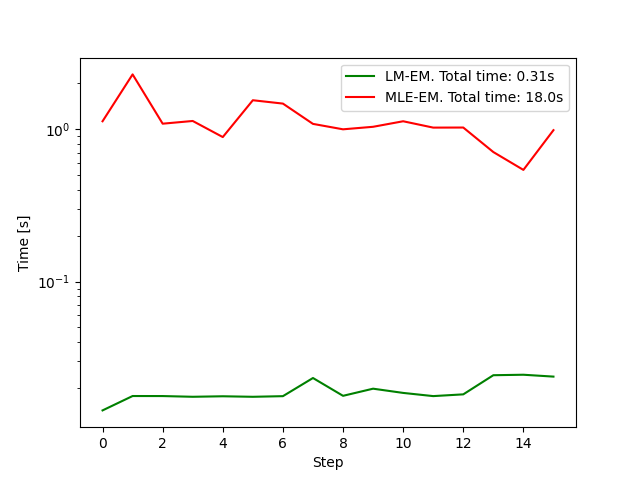 LM-EM. Total time: 0.31s
MLE-EM. Total time: 18.0s
10⁰
10⁻¹
Time [s]
0 2 4 6 8 10 12 14
Step